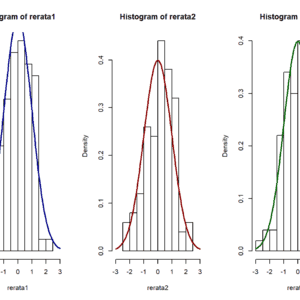 gram of rerata1
Histogram of rerata2
Histogram
-1 0 1 2 3
rerata1
Density
0.0 0.1 0.2 0.3 0.4
-3 -2 -1 0 1 2 3
rerata2
Density
0.0 0.1 0.2 0.3 0.4
-3 -2 -1 0
rerat